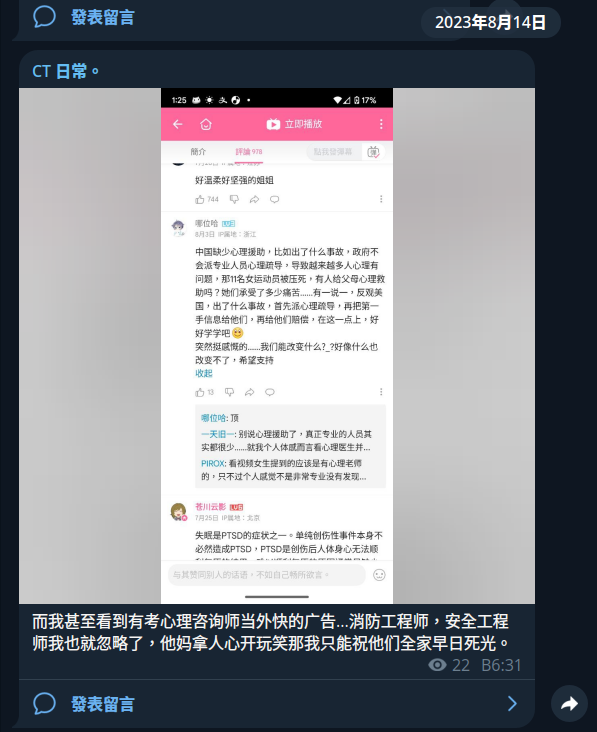 發表留言
2023年8月14日
CT 日常。
1:25
17%
立即播放
簡介
評論 978
點我發彈幕
好温柔好坚强的姐姐
744
哪位哈
8月3日 IP属地：浙江
中国缺少心理援助，比如出了什么事故，政府不
会派专业人员心理疏导，导致越来越多人心理有
问题，那11名女运动员被压死，有人给父母心理救
助吗？她们承受了多少痛苦......有一说一，反观美
国，出了什么事故，首先派心理疏导，再把第一
手信息给他们，再给他们赔偿，在这一点上，好
好学学吧
突然挺感慨的......我们能改变什么?_?好像什么也
改变不了，希望支持
收起
13
哪位哈: 顶
一天旧一: 别说心理援助了，真正专业的人员其
实都很少......就我个人体感而言看心理医生并...
PIROX: 看视频女生提到的应该是有心理老师
的，只不过个人感觉不是非常专业没有发现...
苍川云影 LV6
7月25日 IP属地：北京
失眠是PTSD的症状之一。单纯创伤性事件本身不
必然造成PTSD，PTSD是创伤后人体身心无法顺
与其赞同别人的话语，不如自己畅所欲言。
而我甚至看到有考心理咨询师当外快的广告...消防工程师，安全工程
师我也就忽略了，他妈拿人心开玩笑那我只能祝他们全家早日死光。
22 B6:31
發表留言